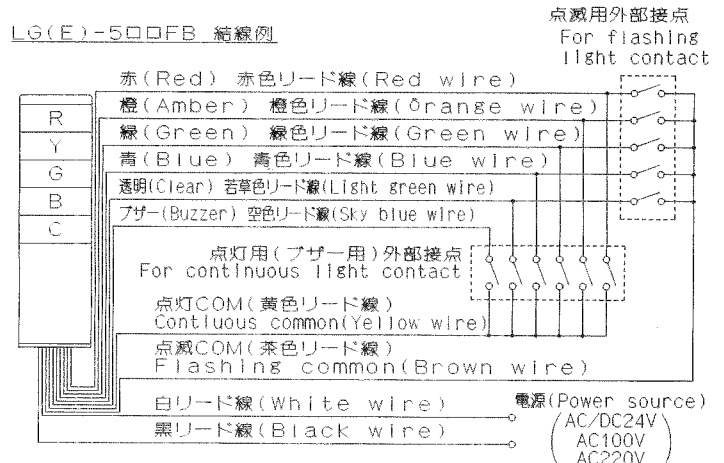 LG(E)-5□□FB 結線例
点滅用外部接点
For flashing
light contact
赤(Red) 赤色リード線(Red wire)
橙(Amber) 橙色リード線(Orange wire)
緑(Green) 緑色リード線(Green wire)
青(Blue) 青色リード線(Blue wire)
透明(Clear) 若草色リード線(Light green wire)
ブザー(Buzzer) 空色リード線(Sky blue wire)
R
Y
G
B
C
点灯用(ブザー用)外部接点
For continuous light contact
点灯COM(黄色リード線)
Contiuous common(Yellow wire)
点滅COM(茶色リード線)
Flashing common(Brown wire)
白リード線(White wire)
黒リード線(Black wire)
電源(Power source)
(AC/DC24V
AC100V
AC220V)